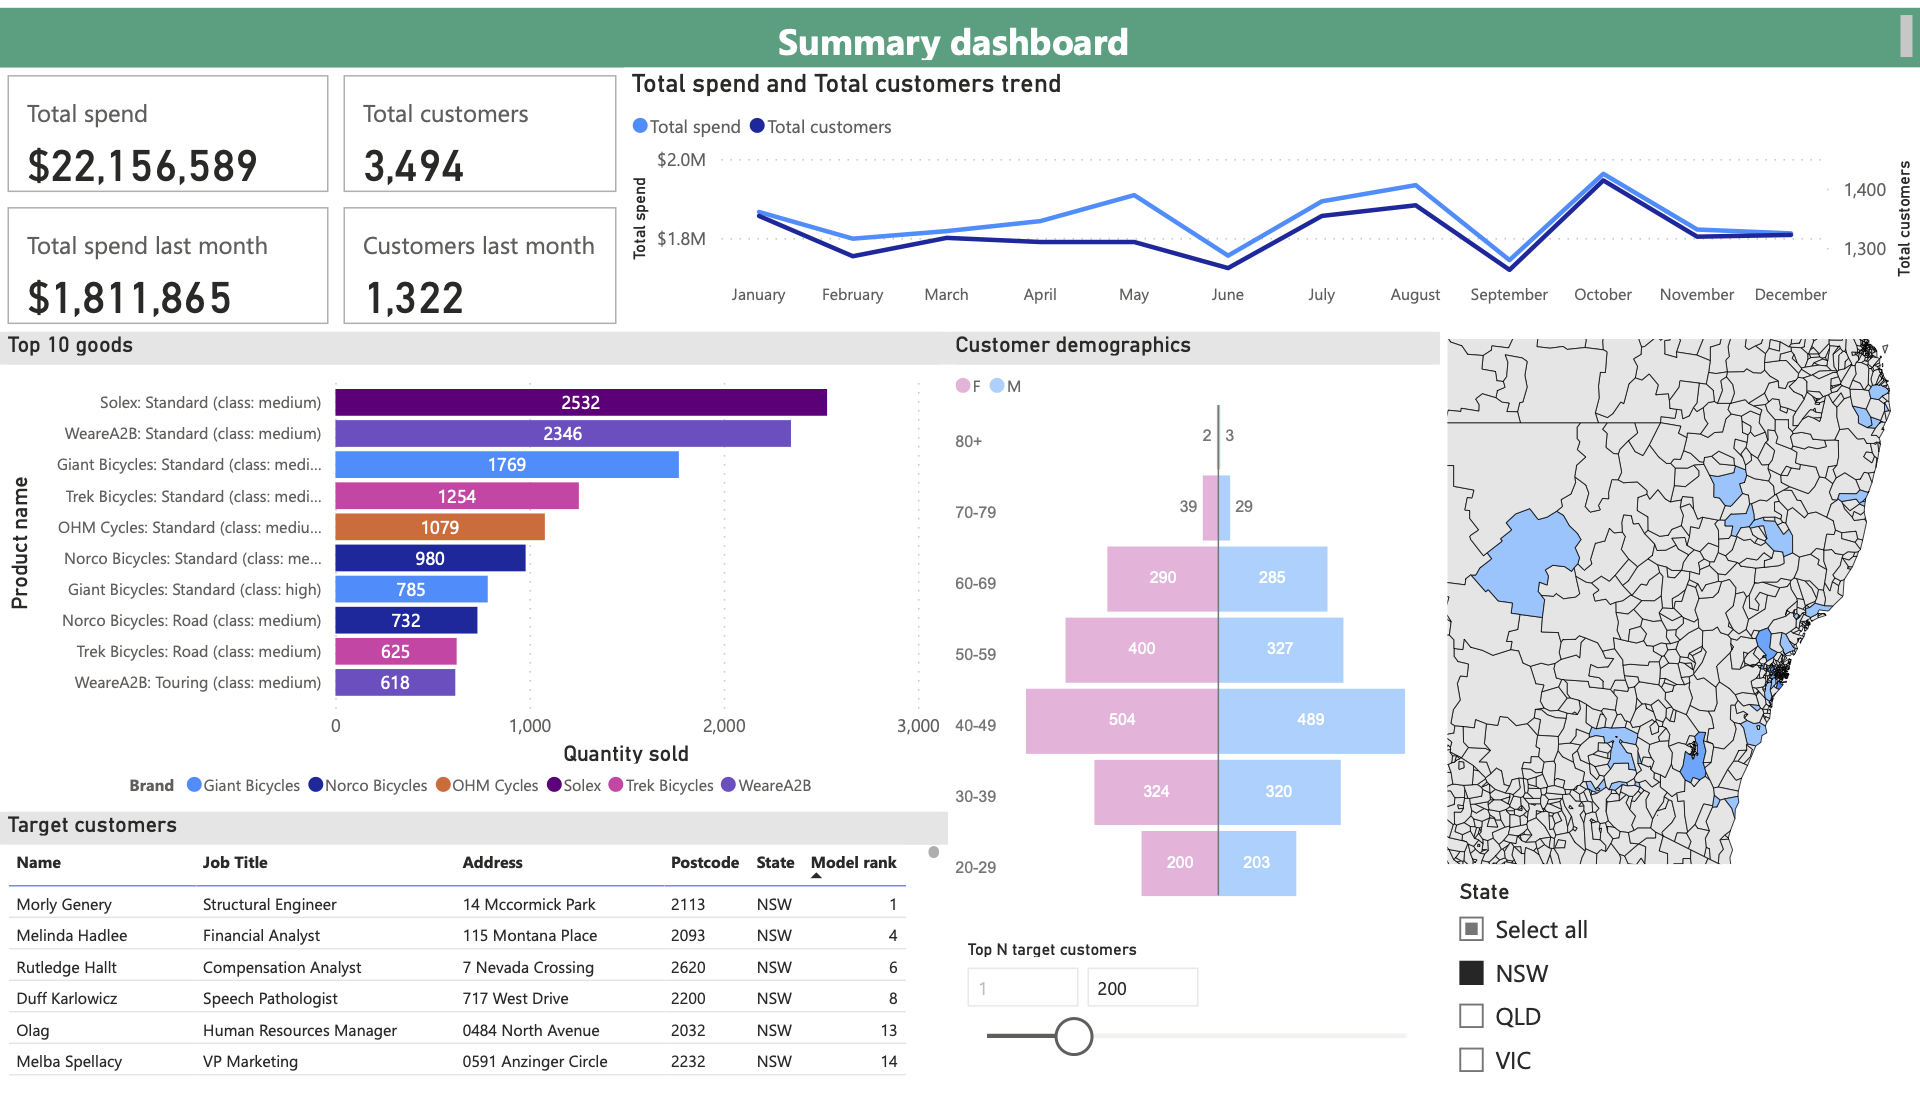 Summary dashboard
Total spend
$22,156,589
Total customers
3,494
Total spend last month
$1,811,865
Customers last month
1,322
Total spend and Total customers trend
Total spend Total customers
Total spend
$2.0M
$1.8M
1,400
1,300
Total customers
January February March April May June July August September October November December
Top 10 goods
Product name
Solex: Standard (class: medium) 2532
WeareA2B: Standard (class: medium) 2346
Giant Bicycles: Standard (class: medi... 1769
Trek Bicycles: Standard (class: medi... 1254
OHM Cycles: Standard (class: mediu... 1079
Norco Bicycles: Standard (class: me... 980
Giant Bicycles: Standard (class: high) 785
Norco Bicycles: Road (class: medium) 732
Trek Bicycles: Road (class: medium) 625
WeareA2B: Touring (class: medium) 618
0 1,000 2,000 3,000
Quantity sold
Brand Giant Bicycles Norco Bicycles OHM Cycles Solex Trek Bicycles WeareA2B
Customer demographics
F M
80+ 2 3
70-79 39 29
60-69 290 285
50-59 400 327
40-49 504 489
30-39 324 320
20-29 200 203
Target customers
Name Job Title Address Postcode State Model rank
Morly Genery Structural Engineer 14 Mccormick Park 2113 NSW 1
Melinda Hadlee Financial Analyst 115 Montana Place 2093 NSW 4
Rutledge Hallt Compensation Analyst 7 Nevada Crossing 2620 NSW 6
Duff Karlowicz Speech Pathologist 717 West Drive 2200 NSW 8
Olag Human Resources Manager 0484 North Avenue 2032 NSW 13
Melba Spellacy VP Marketing 0591 Anzinger Circle 2232 NSW 14
Top N target customers
1 200
State
Select all
NSW
QLD
VIC